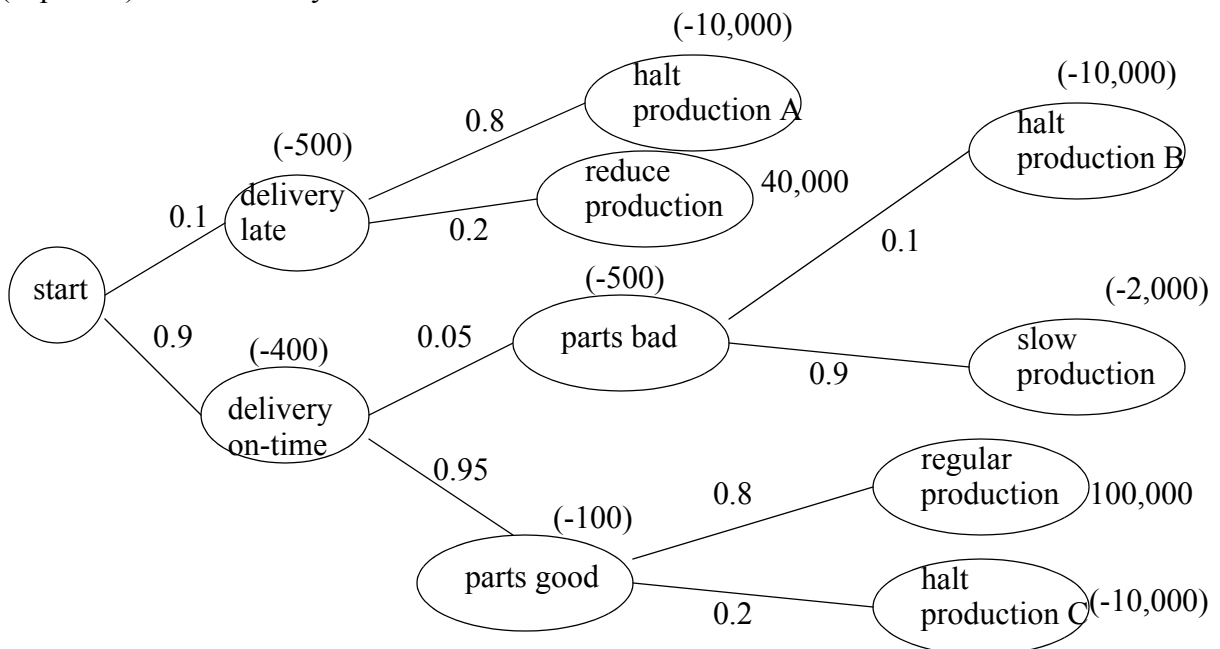 (-10,000)
halt
production A
(-10,000)
halt
production B
0.8
(-500)
delivery
late
reduce
production
40,000
0.1
0.2
0.1
start
(-500)
parts bad
(-2,000)
slow
production
0.9
(-400)
0.05
0.9
delivery
on-time
0.95
regular
production
100,000
0.8
(-100)
parts good
halt
production C
(-10,000)
0.2